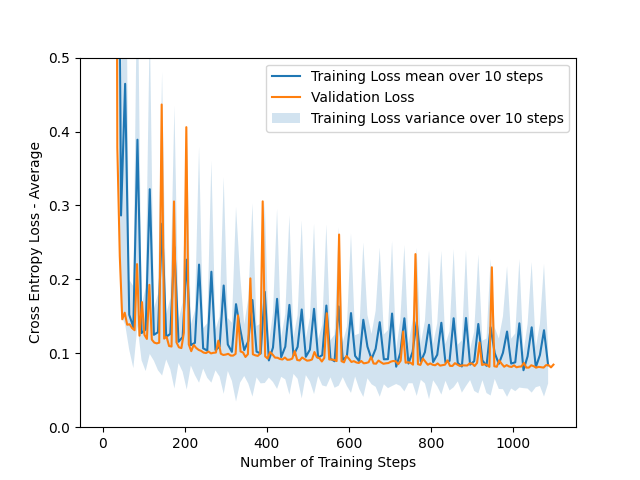 Training Loss mean over 10 steps
Validation Loss
Training Loss variance over 10 steps
Cross Entropy Loss - Average
0.5
0.4
0.3
0.2
0.1
0.0
0 200 400 600 800 1000
Number of Training Steps